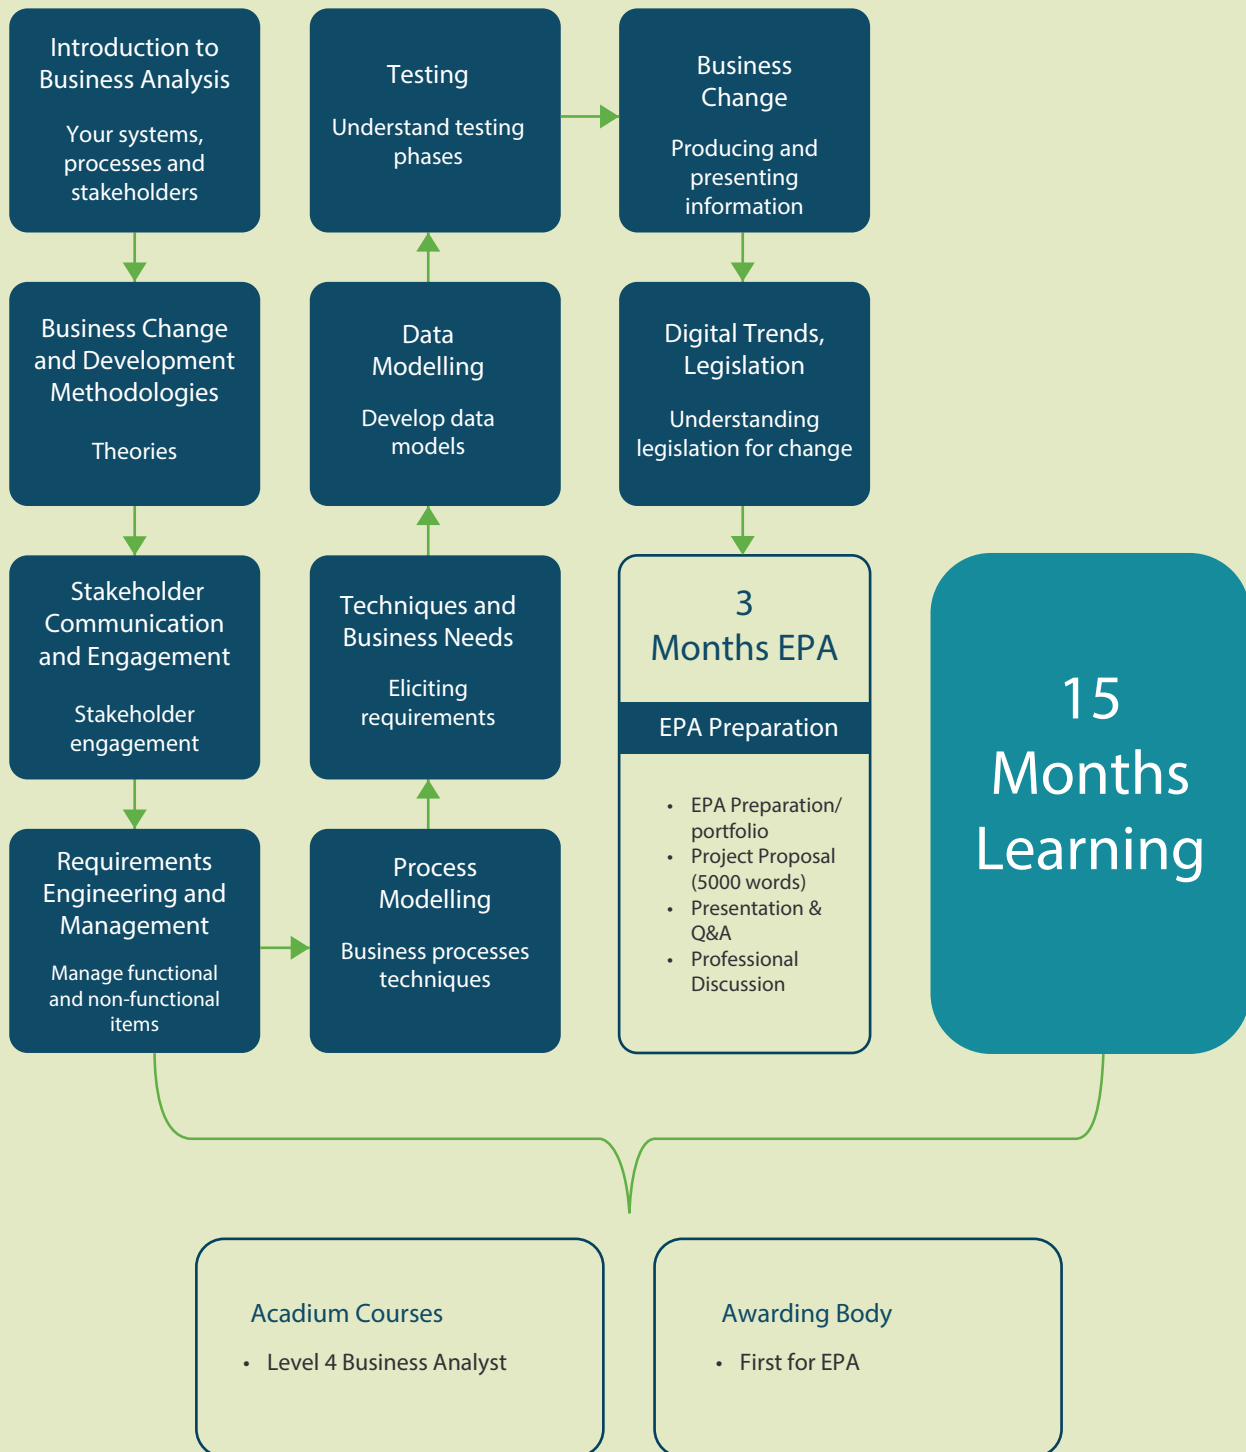 Introduction to
Business Analysis
Your systems,
processes and
stakeholders
Business Change
and Development
Methodologies
Theories
Stakeholder
Communication
and Engagement
Stakeholder
engagement
Requirements
Engineering and
Management
Manage functional
and non-functional
items
Process
Modelling
Business processes
techniques
Techniques and
Business Needs
Eliciting
requirements
Data
Modelling
Develop data
models
Testing
Understand testing
phases
Business
Change
Producing and
presenting
information
Digital Trends,
Legislation
Understanding
legislation for change
3
Months EPA
EPA Preparation
• EPA Preparation/
portfolio
• Project Proposal
(5000 words)
• Presentation &
Q&A
• Professional
Discussion
15
Months
Learning
Acadium Courses
• Level 4 Business Analyst
Awarding Body
• First for EPA